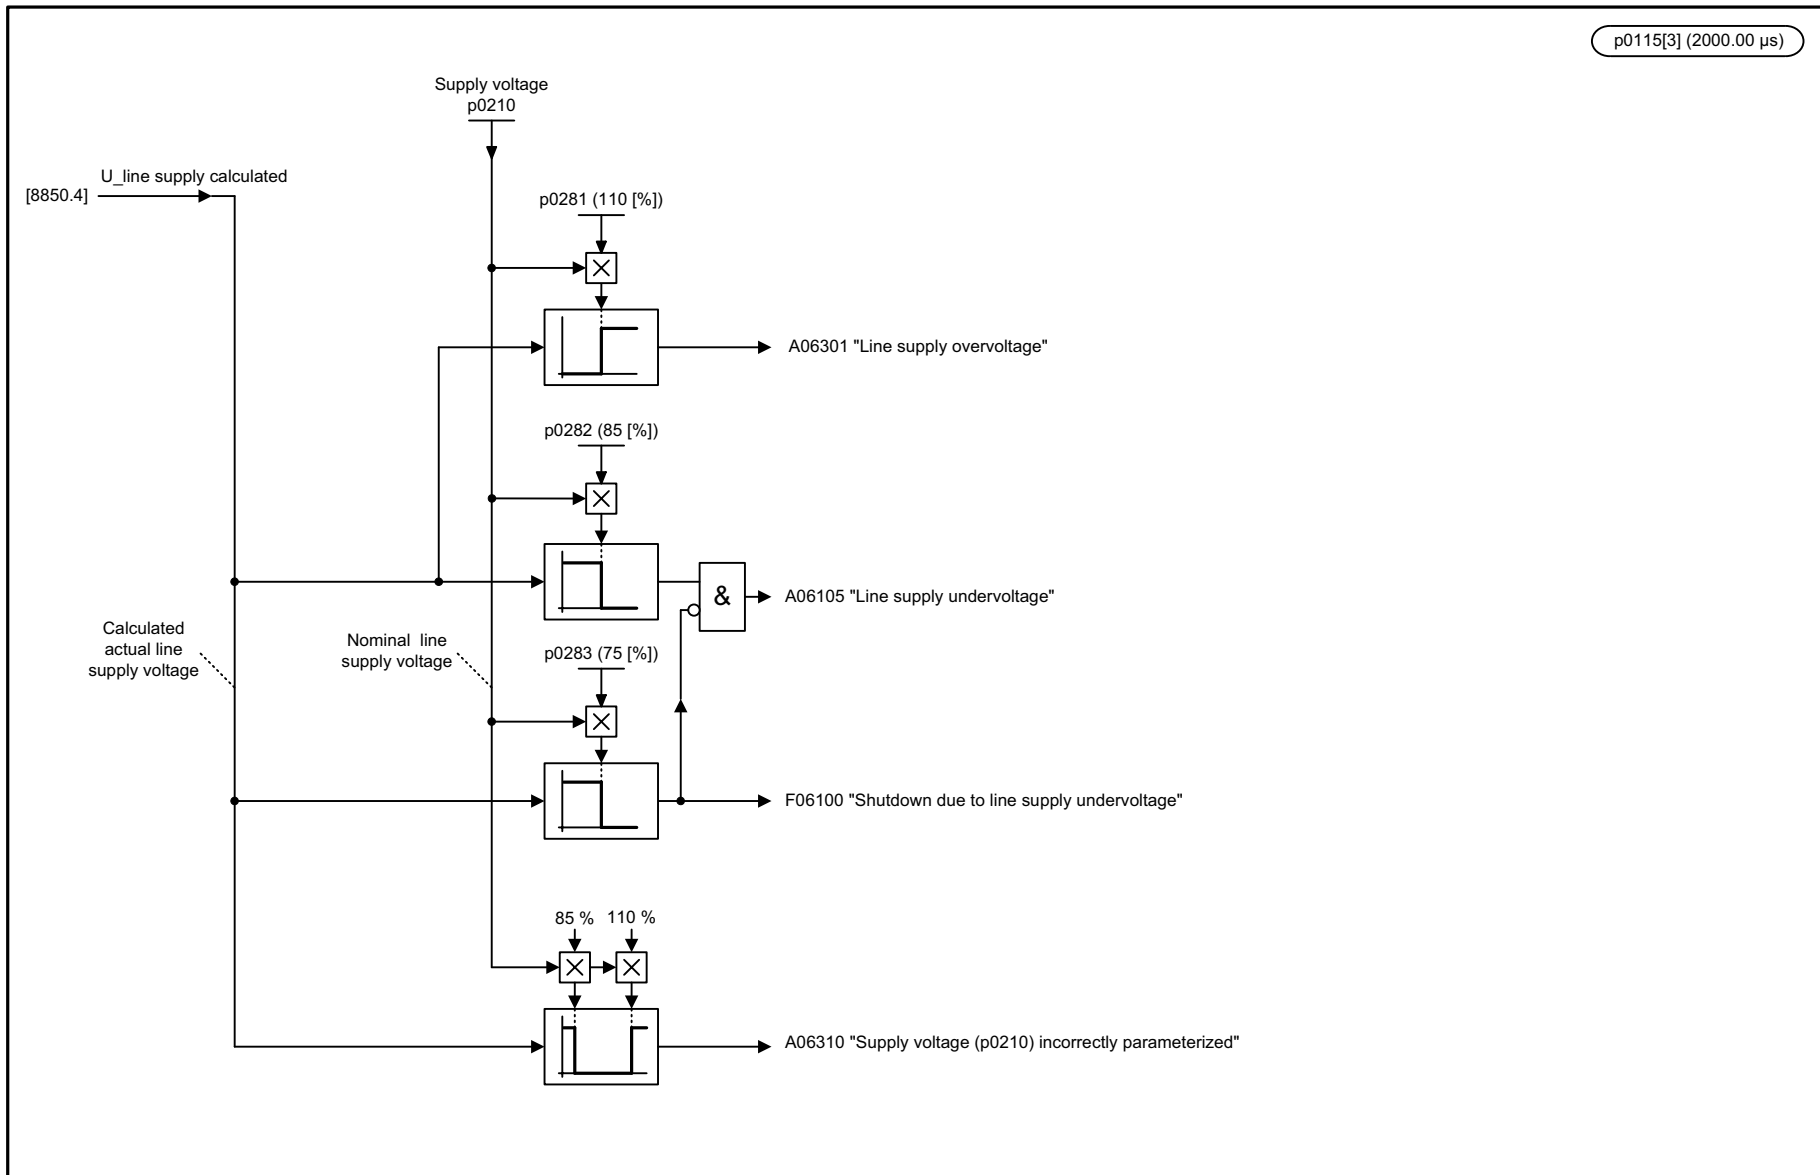 p0115[3] (2000.00 µs)
Supply voltage
p0210
U_line supply calculated
[8850.4]
p0281 (110 [%])
A06301 "Line supply overvoltage"
p0282 (85 [%])
&
A06105 "Line supply undervoltage"
Calculated
actual line
supply voltage
Nominal line
supply voltage
p0283 (75 [%])
F06100 "Shutdown due to line supply undervoltage"
85 % 110 %
A06310 "Supply voltage (p0210) incorrectly parameterized"